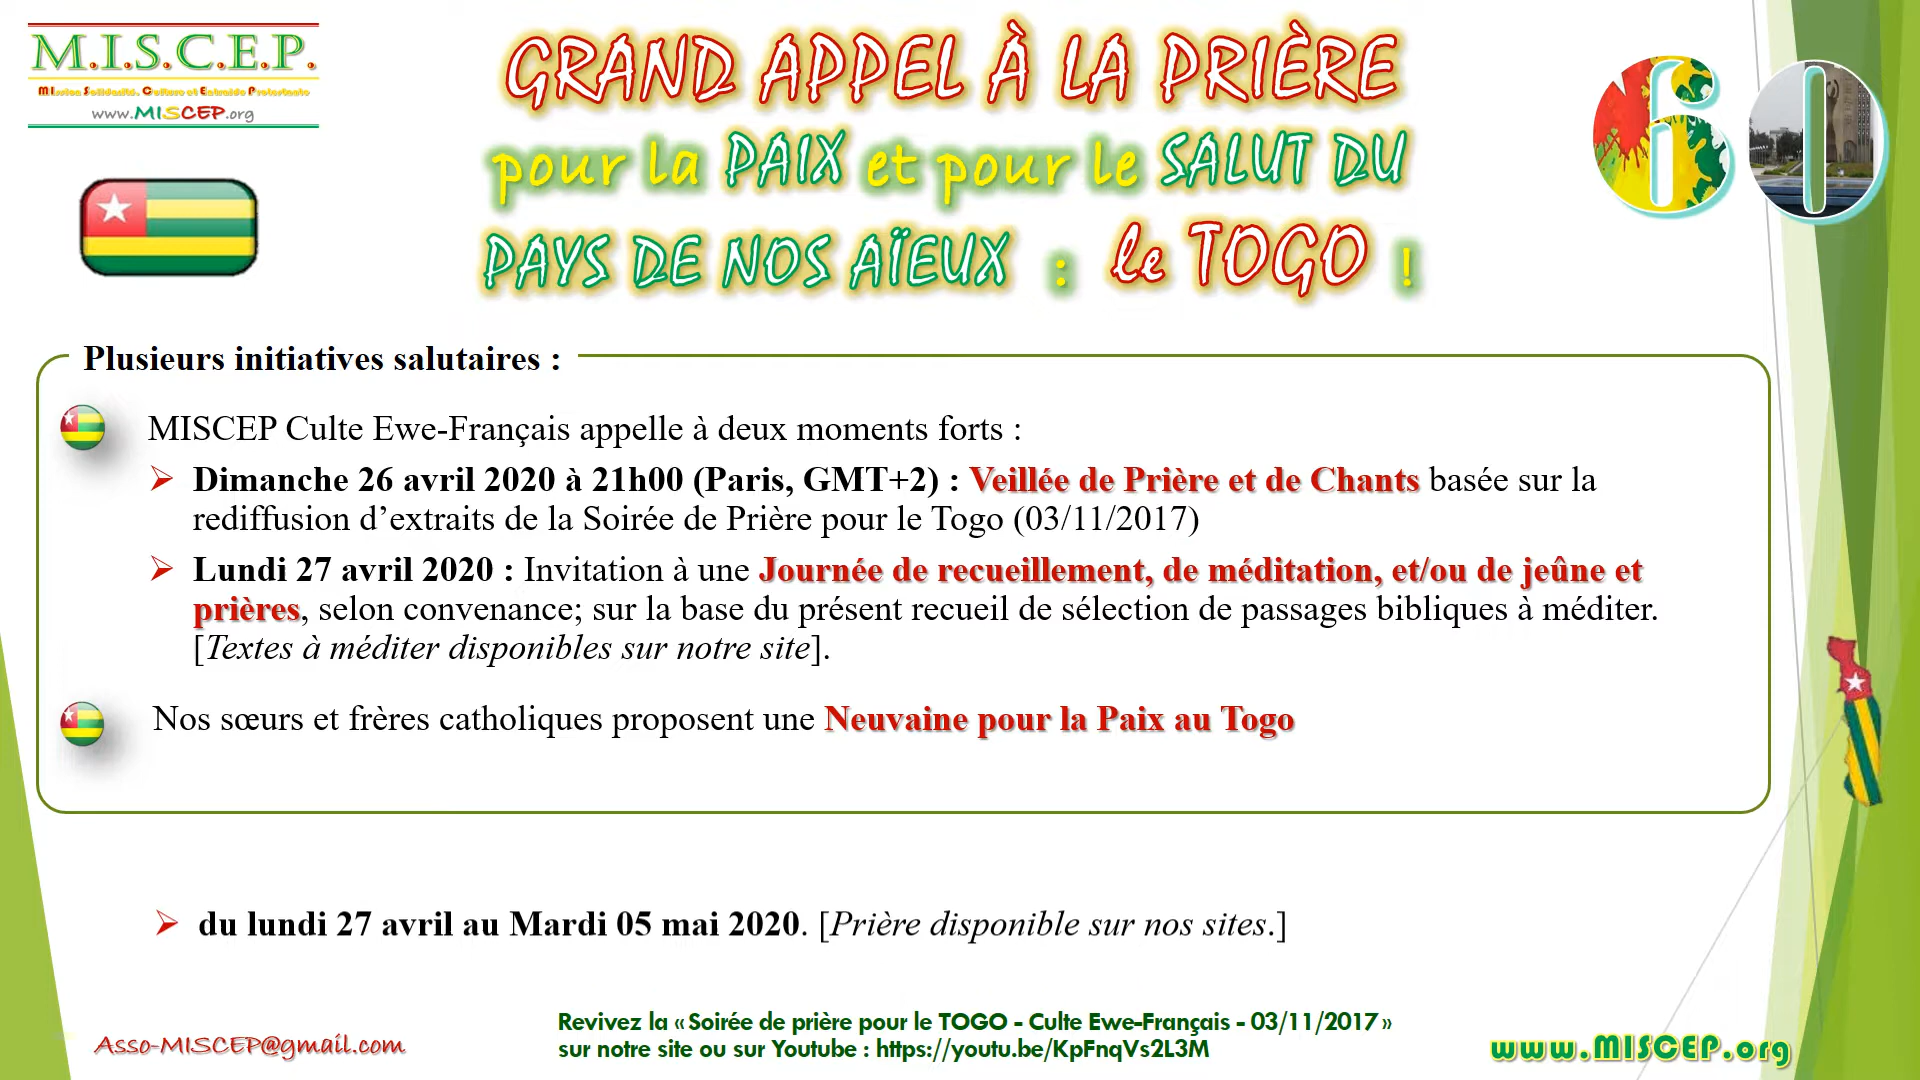 M.I.S.C.E.P.
MIssion Solidarité, Culture et Entraide Protestante
www.MISCEP.org
GRAND APPEL À LA PRIÈRE
pour la PAIX et pour le SALUT DU
PAYS DE NOS AÏEUX : le TOGO !
60
Plusieurs initiatives salutaires :
MISCEP Culte Ewe-Français appelle à deux moments forts :
Dimanche 26 avril 2020 à 21h00 (Paris, GMT+2) : Veillée de Prière et de Chants basée sur la
rediffusion d’extraits de la Soirée de Prière pour le Togo (03/11/2017)
Lundi 27 avril 2020 : Invitation à une Journée de recueillement, de méditation, et/ou de jeûne et
prières, selon convenance; sur la base du présent recueil de sélection de passages bibliques à méditer.
[Textes à méditer disponibles sur notre site].
Nos sœurs et frères catholiques proposent une Neuvaine pour la Paix au Togo
du lundi 27 avril au Mardi 05 mai 2020. [Prière disponible sur nos sites.]
Asso-MISCEP@gmail.com
Revivez la « Soirée de prière pour le TOGO - Culte Ewe-Français - 03/11/2017 »
sur notre site ou sur Youtube : https://youtu.be/KpFnqVs2L3M
www.MISCEP.org